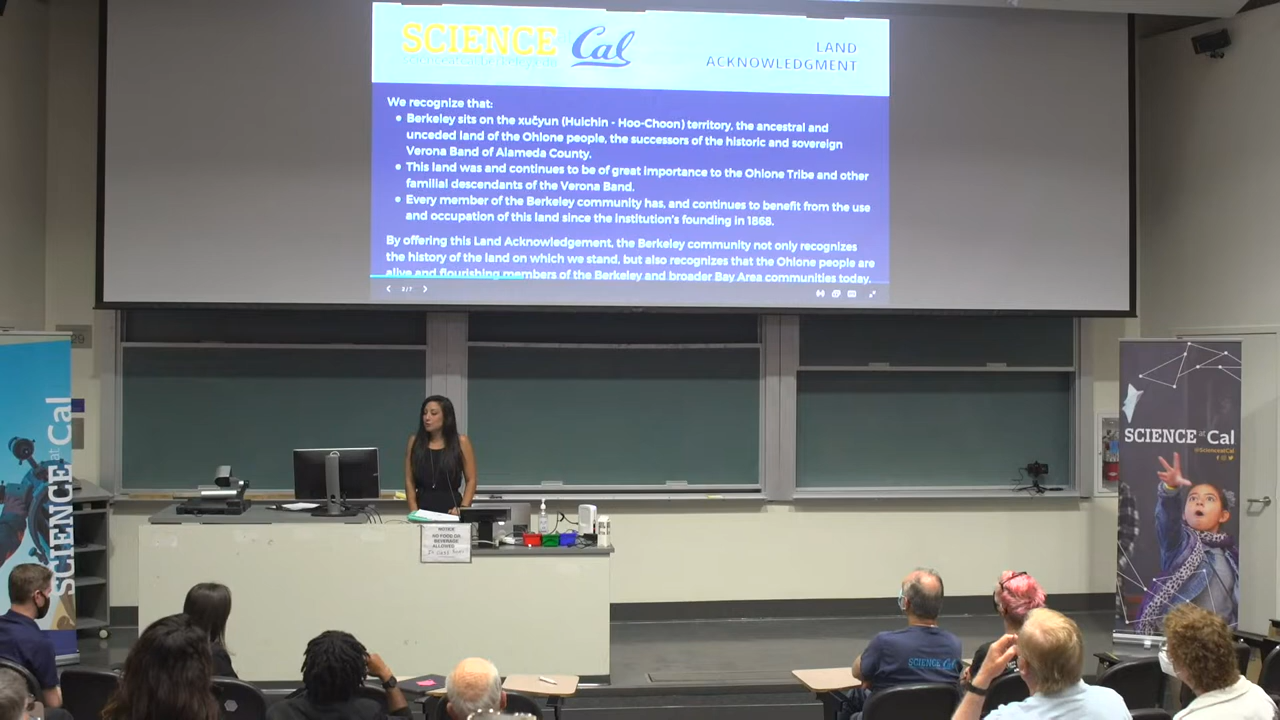 SCIENCE Cal
scienceatcal.berkeley.edu
LAND
ACKNOWLEDGMENT
We recognize that:
• Berkeley sits on the xučyun (Huichin - Hoo-Choon) territory, the ancestral and
unceded land of the Ohlone people, the successors of the historic and sovereign
Verona Band of Alameda County.
• This land was and continues to be of great importance to the Ohlone Tribe and other
familial descendants of the Verona Band.
• Every member of the Berkeley community has, and continues to benefit from the use
and occupation of this land since the institution's founding in 1868.
By offering this Land Acknowledgement, the Berkeley community not only recognizes
the history of the land on which we stand, but also recognizes that the Ohlone people are
alive and flourishing members of the Berkeley and broader Bay Area communities today.
2/7
29
SCIENCE at Cal
SCIENCE at Cal
@ScienceatCal
NOTICE
NO FOOD OR
BEVERAGE
ALLOWED
SCIENCE Cal